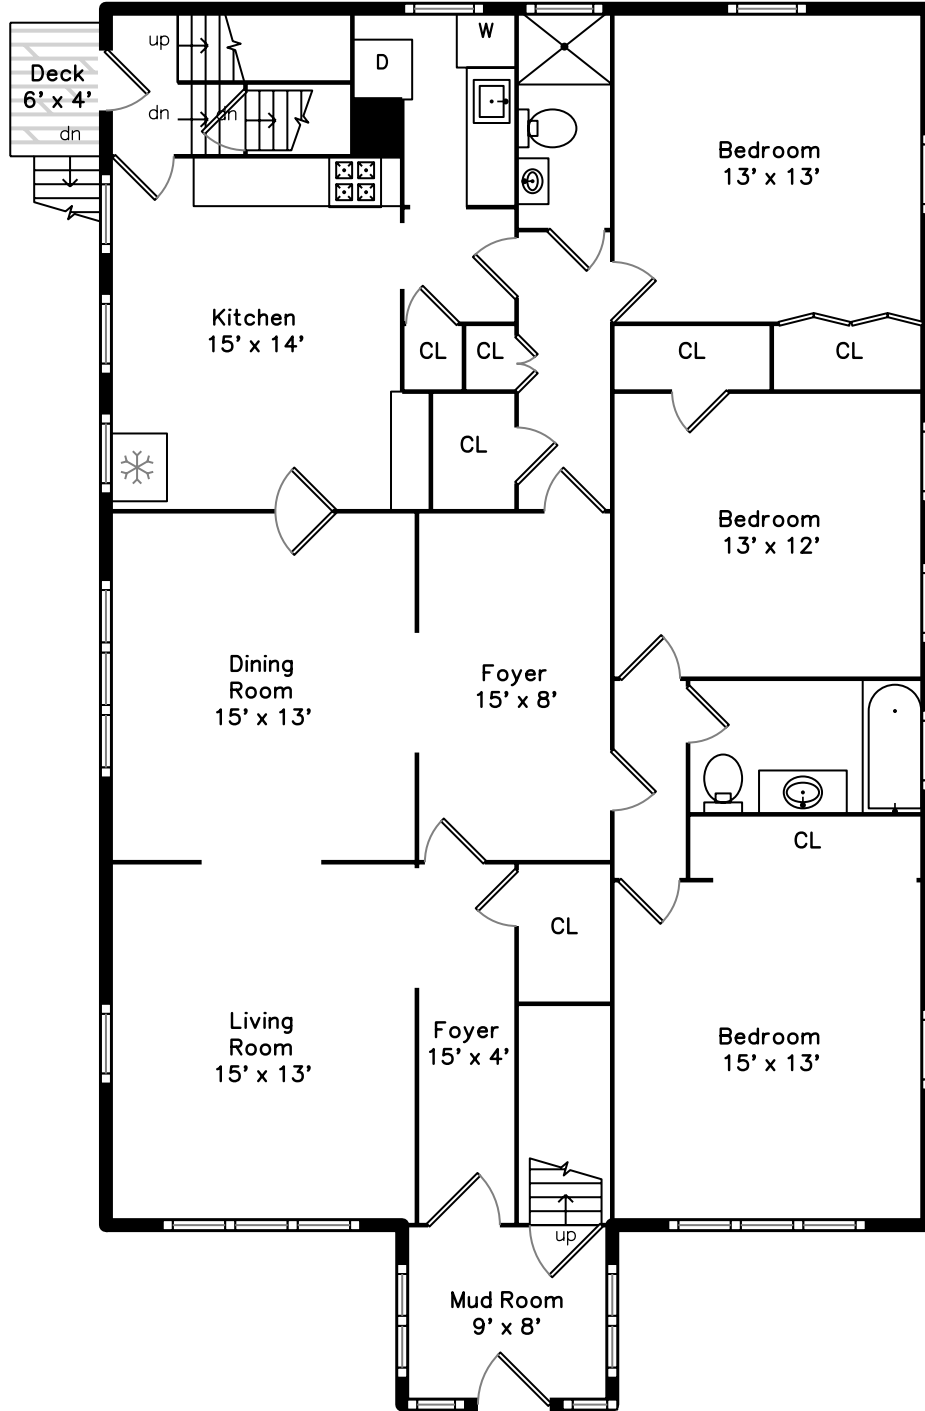 up
W
D
Deck
6' x 4'
dn
dn
dn
Bedroom
13' x 13'
Kitchen
15' x 14'
CL
CL
CL
CL
CL
Bedroom
13' x 12'
Dining
Room
15' x 13'
Foyer
15' x 8'
CL
CL
Living
Room
15' x 13'
Foyer
15' x 4'
Bedroom
15' x 13'
up
Mud Room
9' x 8'